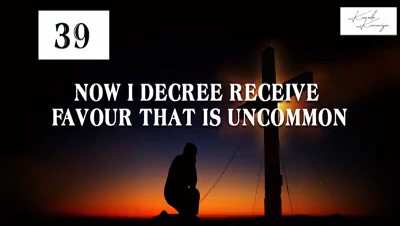 39
NOW I DECREE RECEIVE
FAVOUR THAT IS UNCOMMON